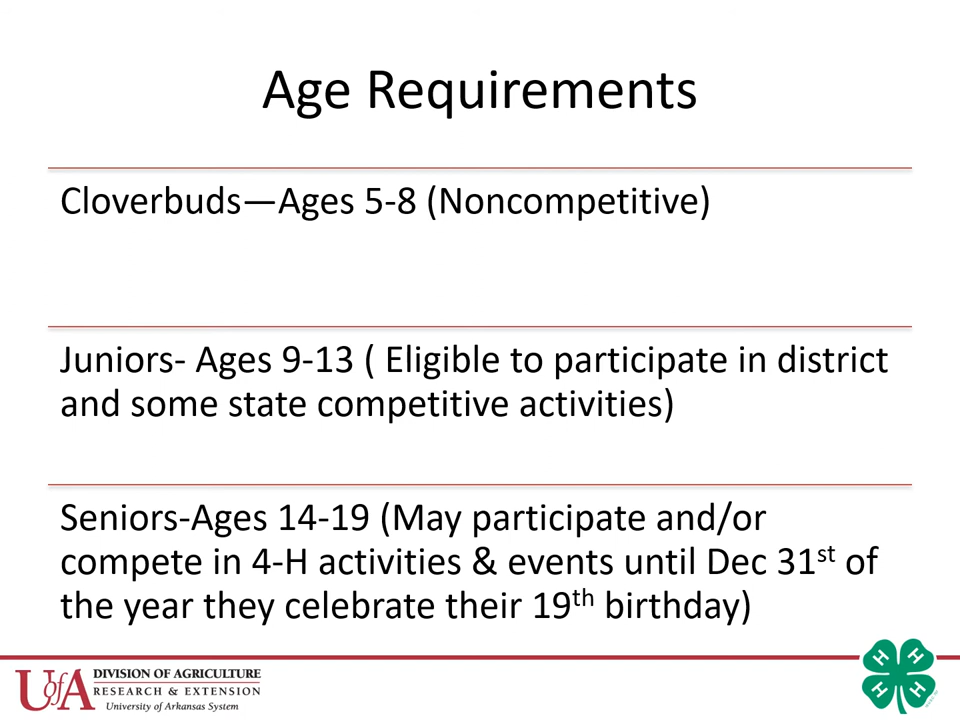 Age Requirements
Cloverbuds—Ages 5-8 (Noncompetitive)
Juniors- Ages 9-13 ( Eligible to participate in district
and some state competitive activities)
Seniors-Ages 14-19 (May participate and/or
compete in 4-H activities & events until Dec 31st of
the year they celebrate their 19th birthday)
UofA DIVISION OF AGRICULTURE
RESEARCH & EXTENSION
University of Arkansas System
H H
H H